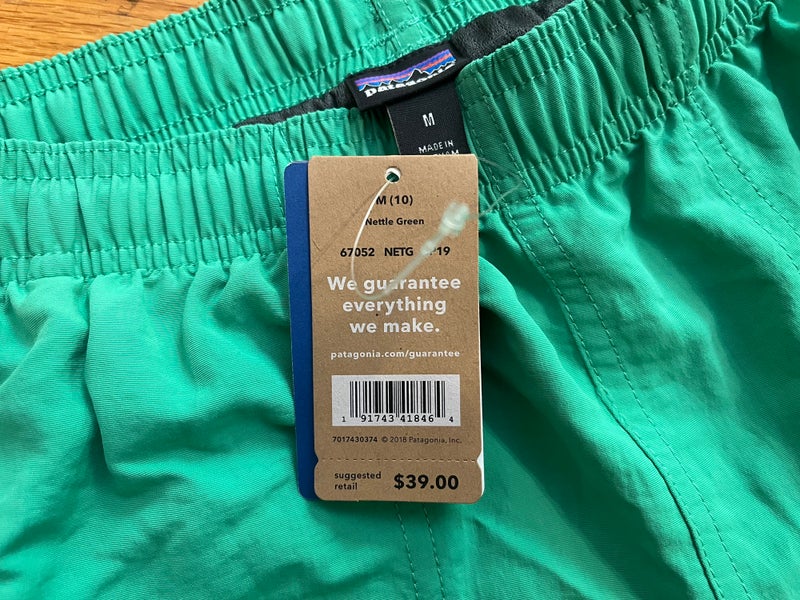 patagonia
M
MADE IN
M (10)
Nettle Green
67052 NETG
We guarantee
everything
we make.
patagonia.com/guarantee
1 91743 41846 4
7017430374 © 2018 Patagonia, Inc.
suggested
retail
$39.00